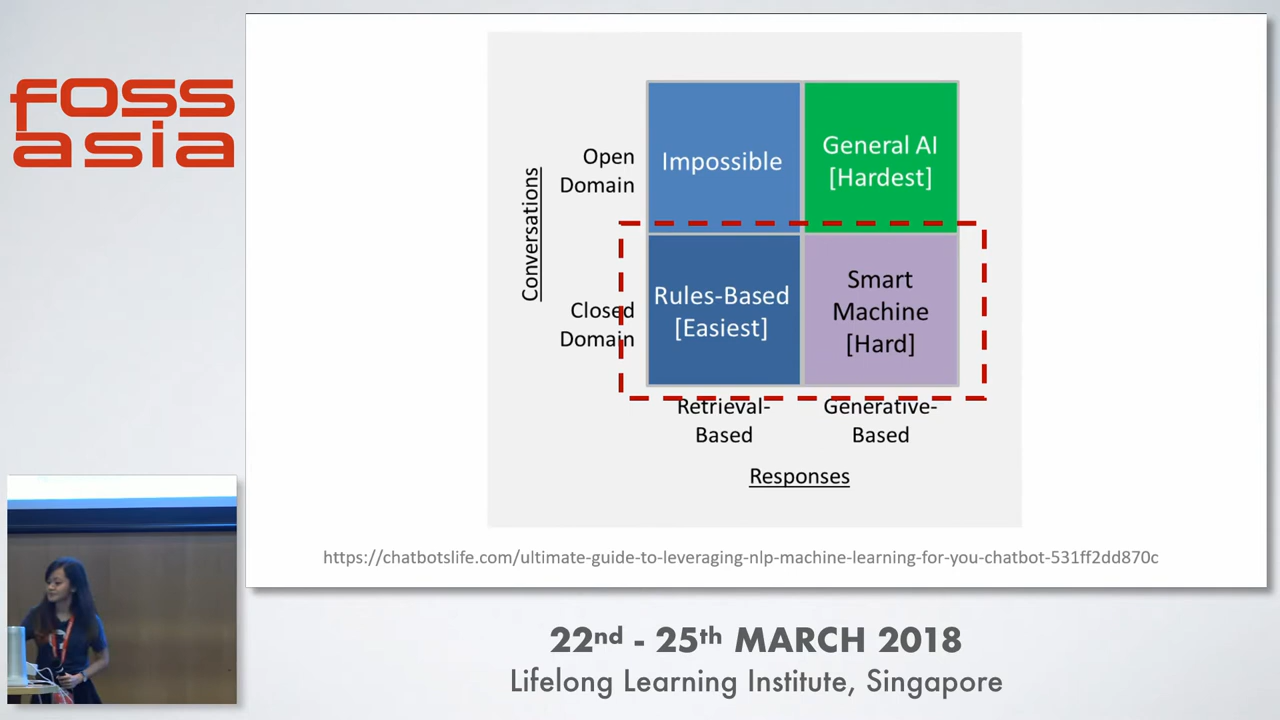 foss
asia
Conversations
Open
Domain
Impossible
General AI
[Hardest]
Closed
Domain
Rules-Based
[Easiest]
Smart
Machine
[Hard]
Retrieval-
Based
Generative-
Based
Responses
https://chatbotslife.com/ultimate-guide-to-leveraging-nlp-machine-learning-for-you-chatbot-531ff2dd870c
22nd - 25th MARCH 2018
Lifelong Learning Institute, Singapore